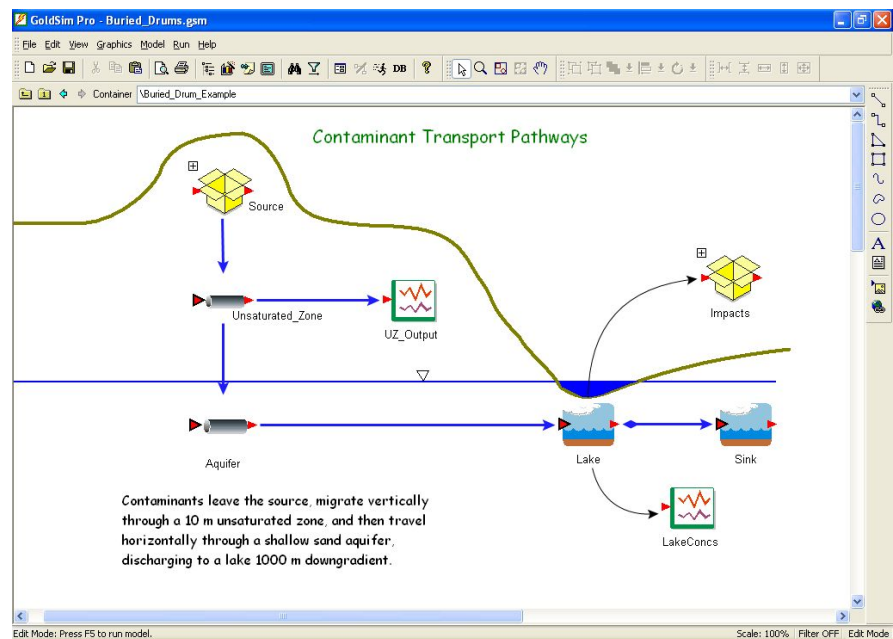 GoldSim Pro - Buried_Drums.gsm
File Edit View Graphics Model Run Help
DB
Container \Buried_Drum_Example
Contaminant Transport Pathways
Source
Unsaturated_Zone
UZ_Output
Impacts
Aquifer
Lake
Sink
LakeConcs
Contaminants leave the source, migrate vertically
through a 10 m unsaturated zone, and then travel
horizontally through a shallow sand aquifer,
discharging to a lake 1000 m downgradient.
Edit Mode: Press F5 to run model.
Scale: 100% Filter OFF Edit Mode